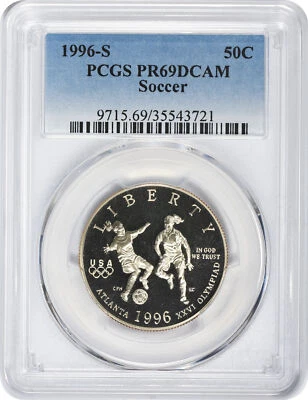 1996-S 50C
PCGS PR69DCAM
Soccer
9715.69/35543721
LIBERTY
IN GOD
WE TRUST
USA
ATLANTA 1996 XXVI OLYMPIAD